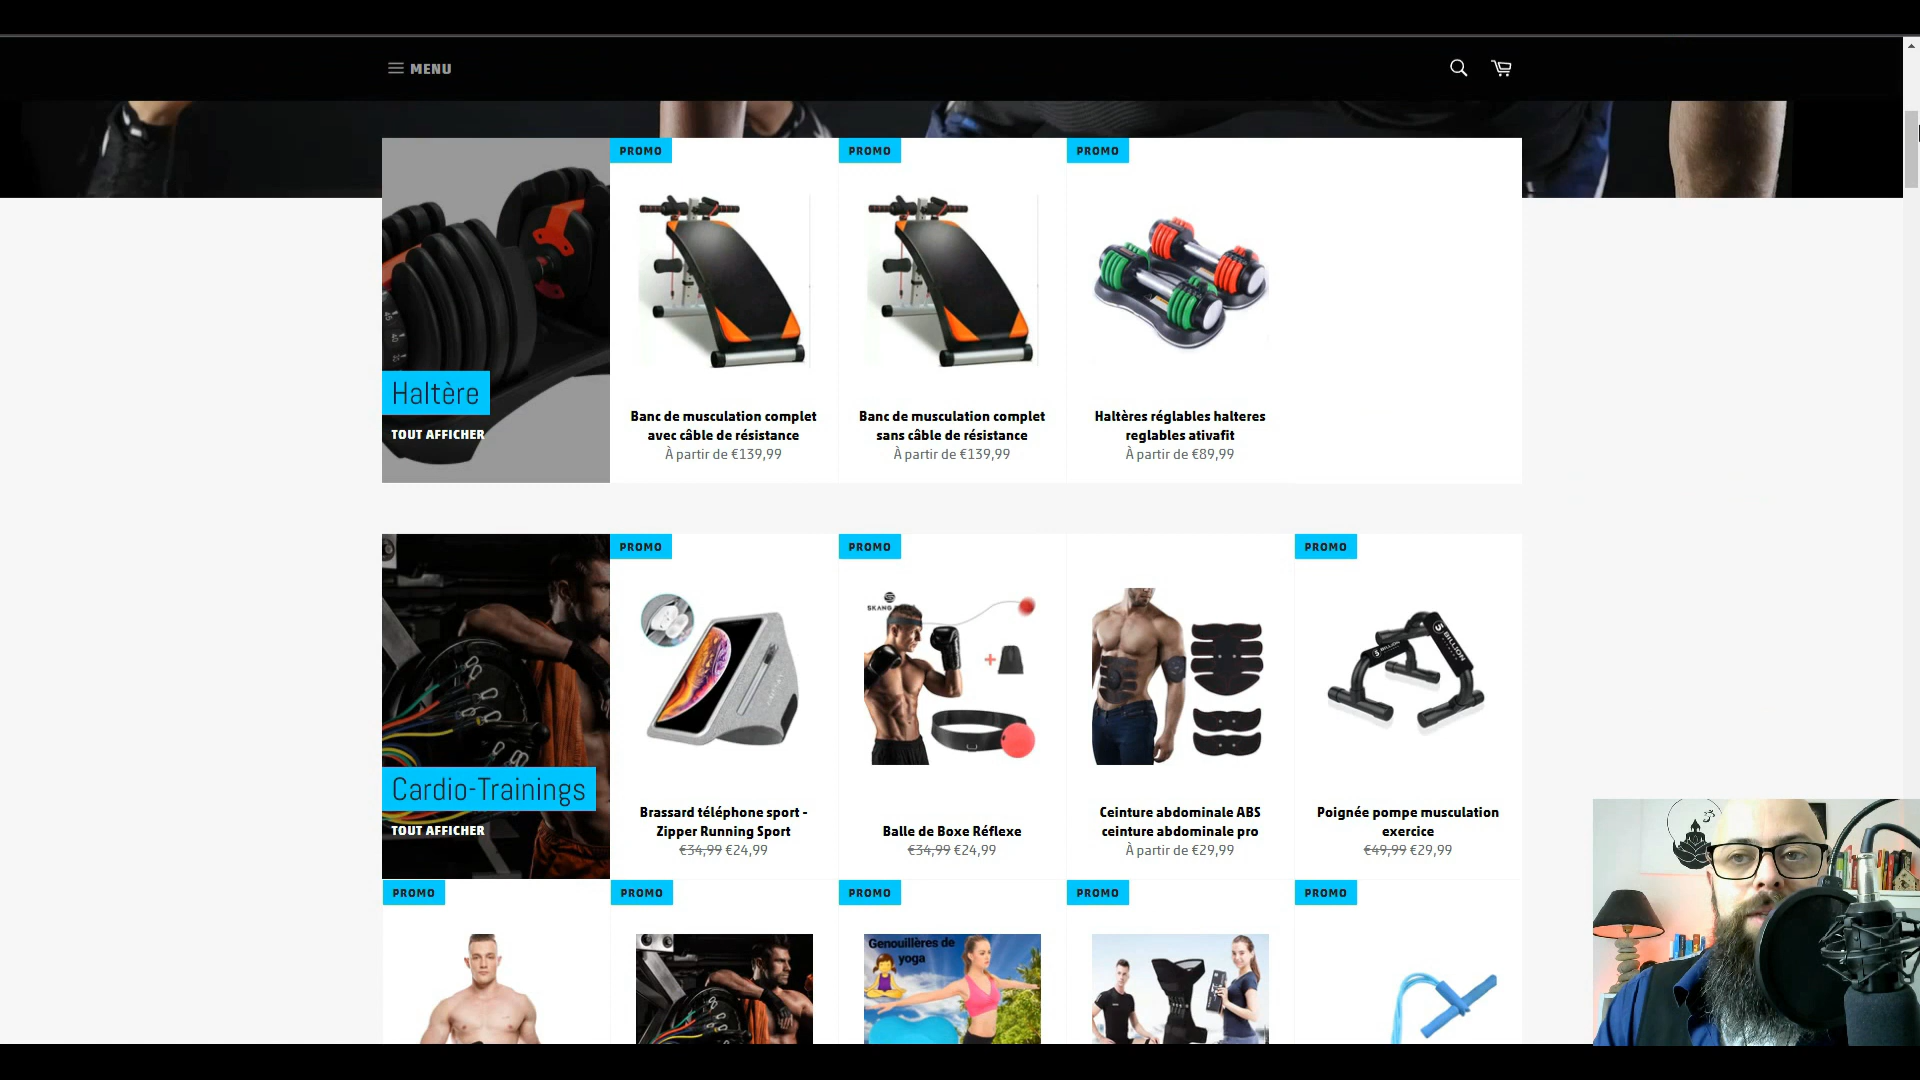 MENU
PROMO
PROMO
PROMO
Haltère
TOUT AFFICHER
Banc de musculation complet
avec câble de résistance
À partir de €139,99
Banc de musculation complet
sans câble de résistance
À partir de €139,99
Haltères réglables halteres
reglables ativafit
À partir de €89,99
PROMO
PROMO
PROMO
Cardio-Trainings
TOUT AFFICHER
Brassard téléphone sport -
Zipper Running Sport
€34,99 €24,99
Balle de Boxe Réflexe
€34,99 €24,99
Ceinture abdominale ABS
ceinture abdominale pro
À partir de €29,99
5 BILLION
Poignée pompe musculation
exercice
€49,99 €29,99
PROMO
PROMO
PROMO
PROMO
PROMO
Genouillères de
yoga